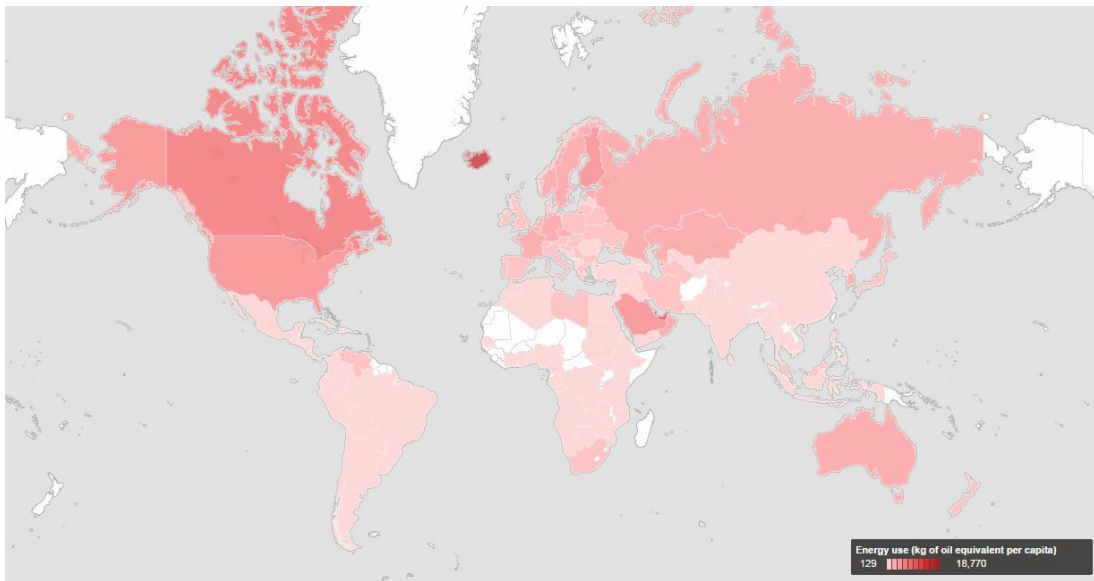 Energy use (kg of oil equivalent per capita)
129 18,770